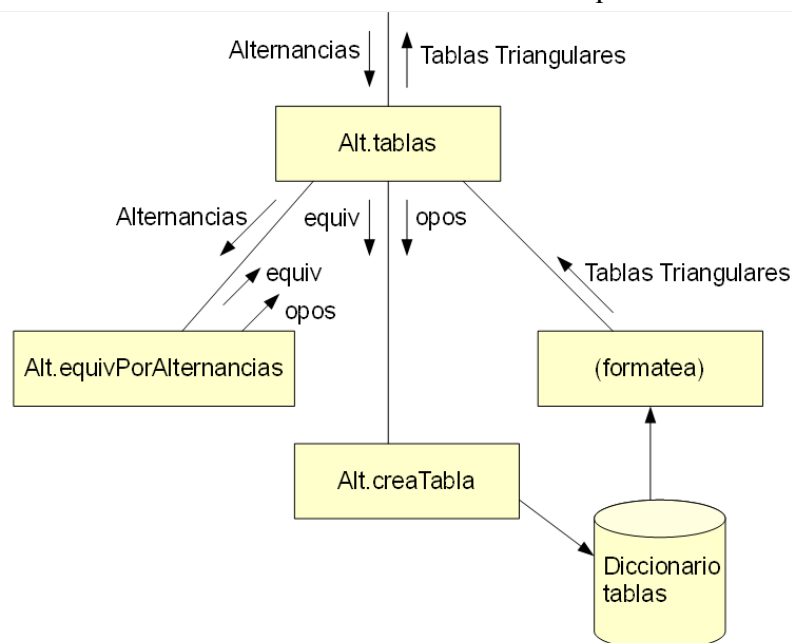 Alternancias
Tablas Triangulares
Alt.tablas
Alternancias
equiv
opos
equiv
opos
Tablas Triangulares
Alt.equivPorAlternancias
(formatea)
Alt.creaTabla
Diccionario
tablas